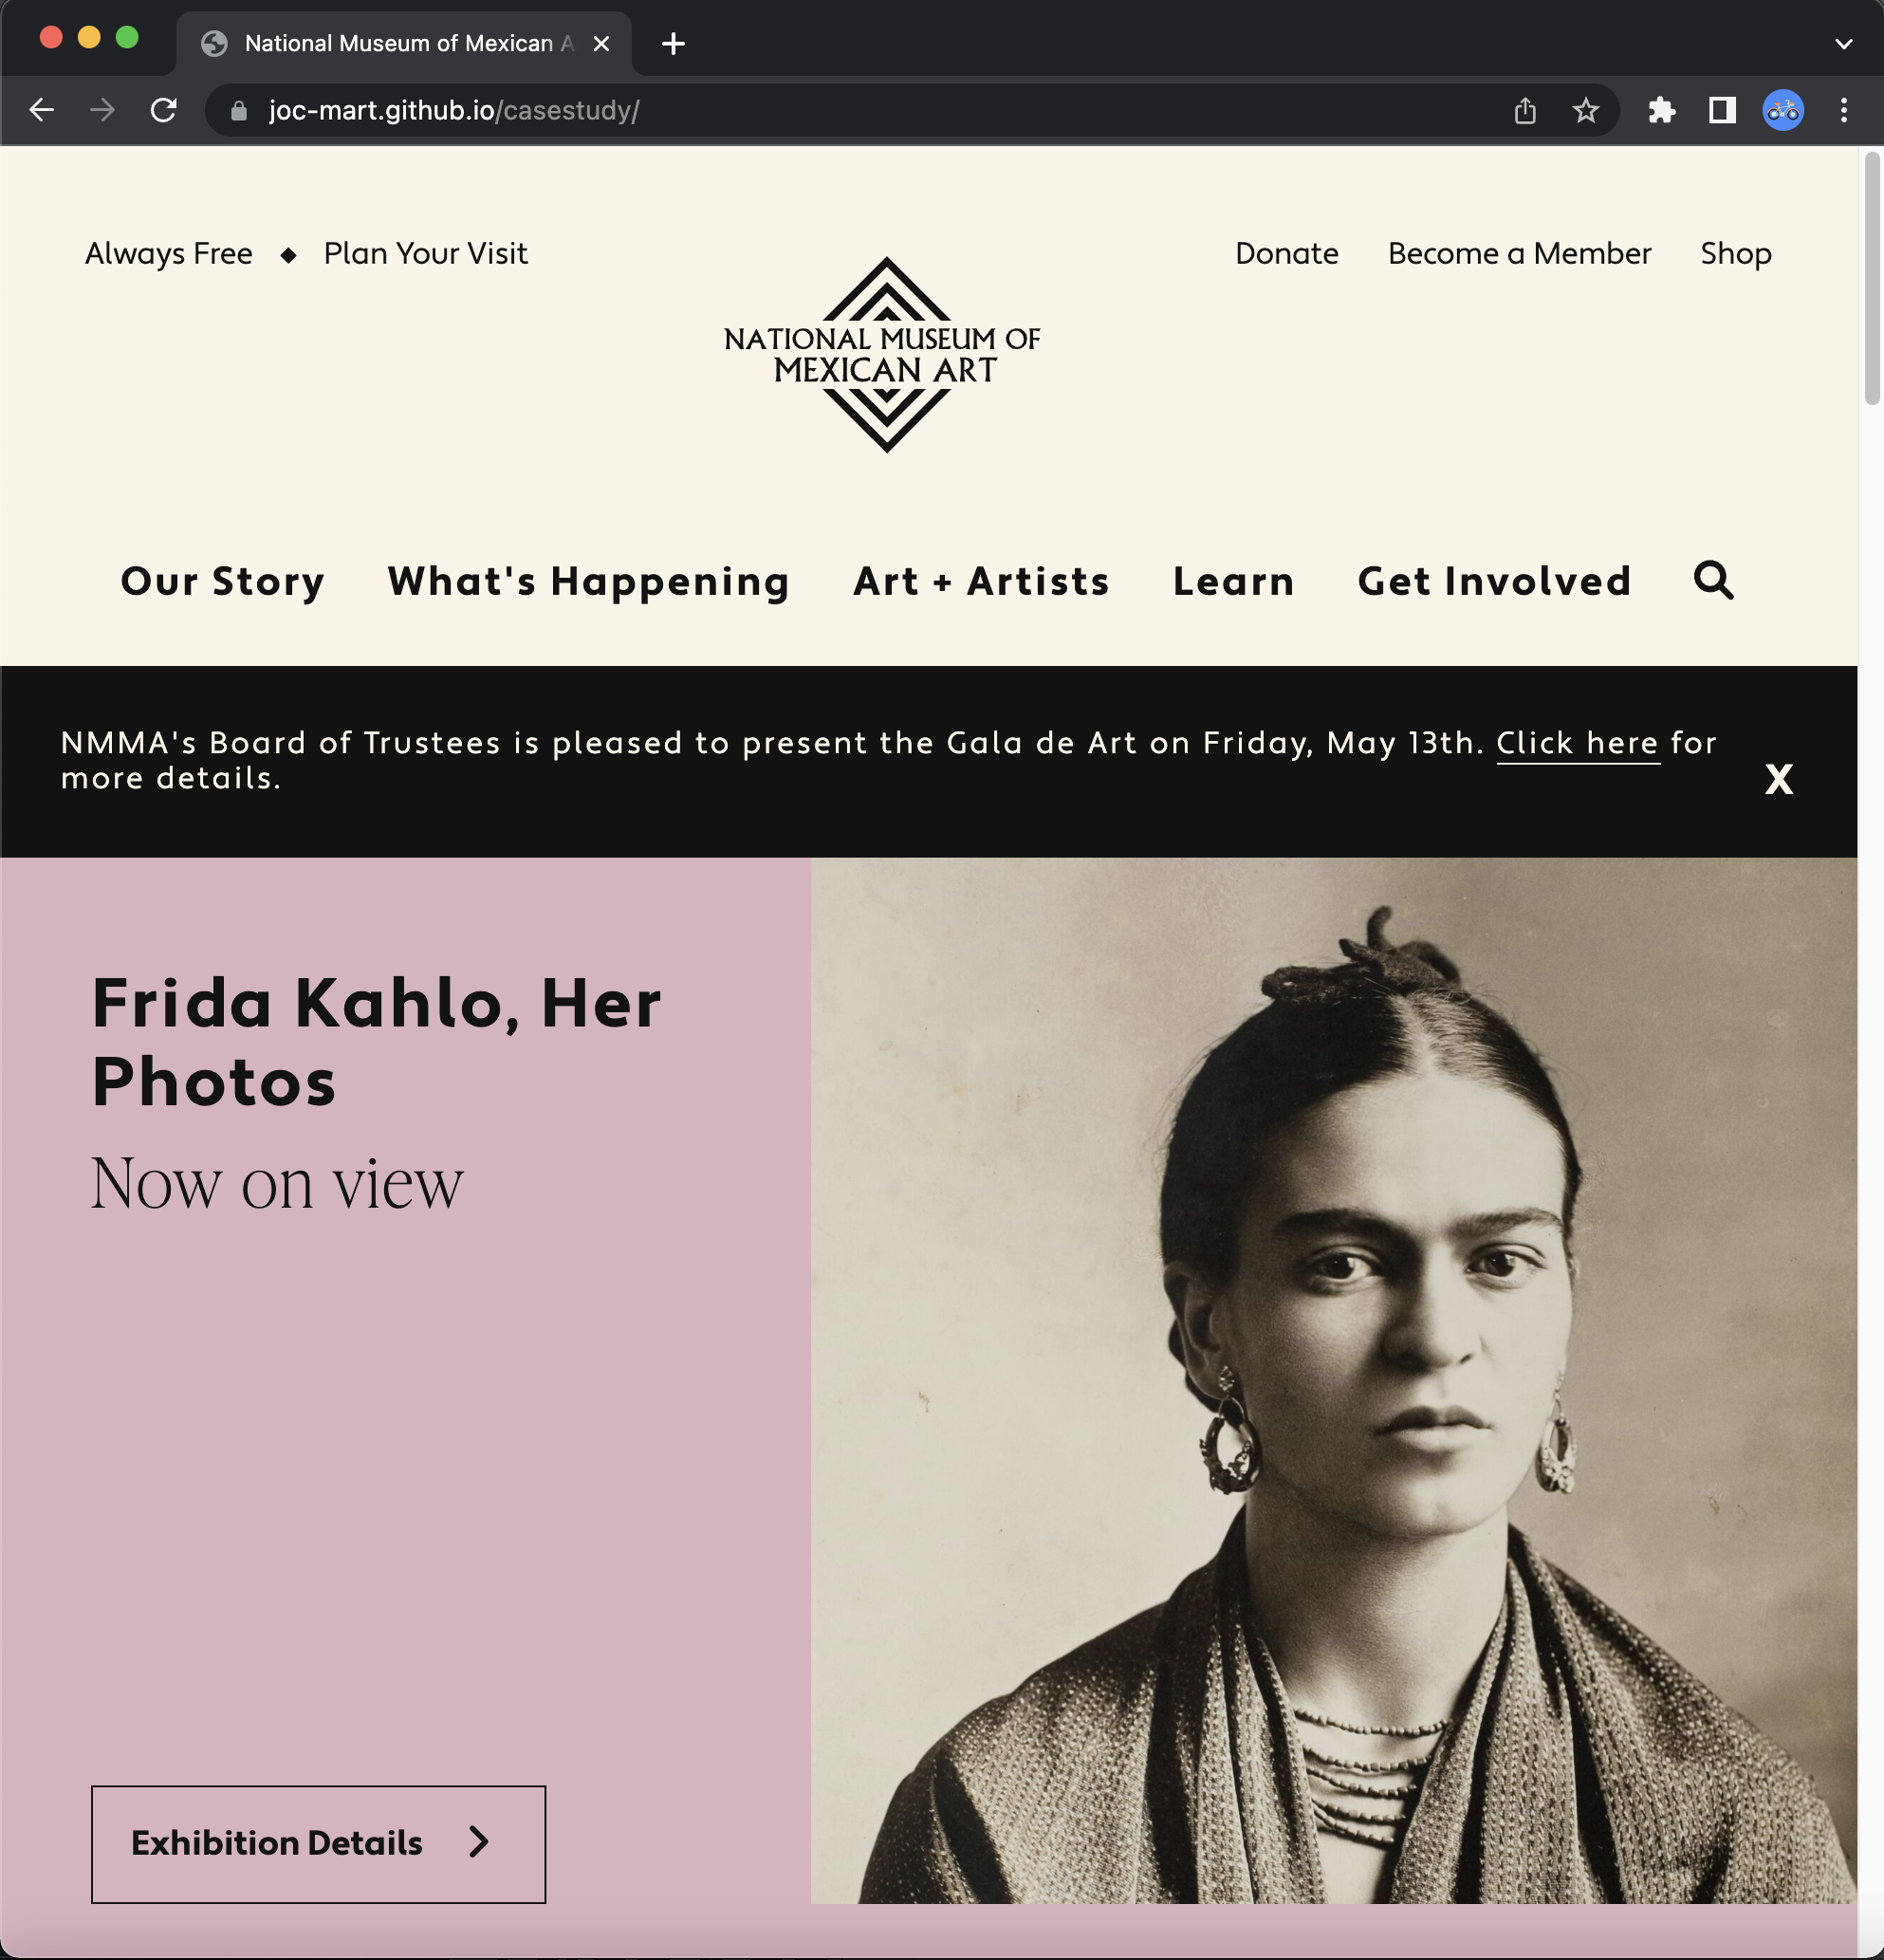 National Museum of Mexican A
joc-mart.github.io/casestudy/
Always Free ◆ Plan Your Visit
Donate Become a Member Shop
NATIONAL MUSEUM OF
MEXICAN ART
Our Story What's Happening Art + Artists Learn Get Involved
NMMA's Board of Trustees is pleased to present the Gala de Art on Friday, May 13th. Click here for
more details.
X
Frida Kahlo, Her
Photos
Now on view
Exhibition Details